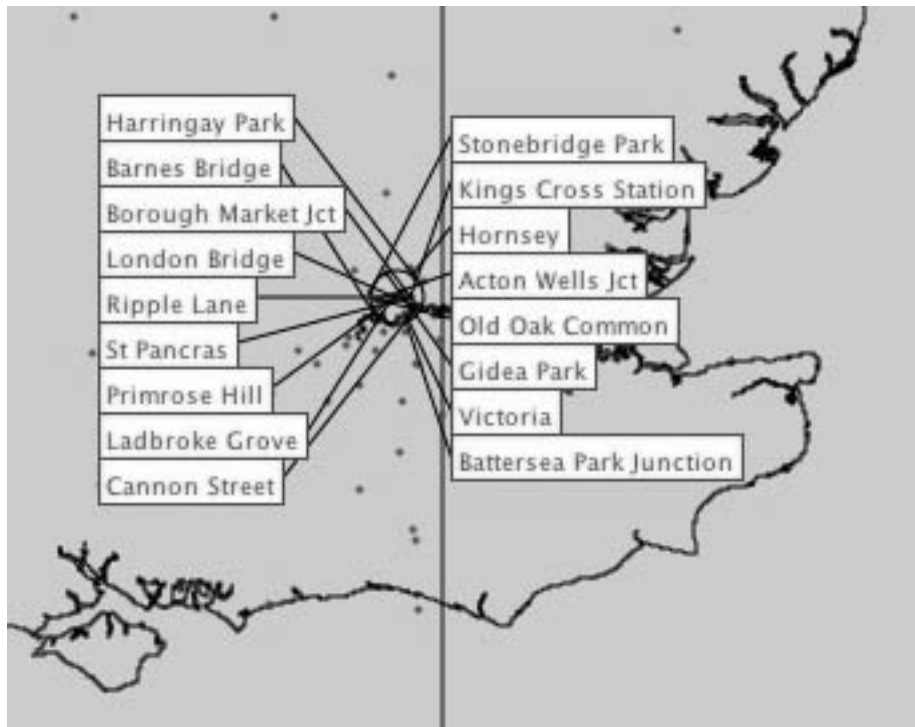 Harringay Park
Barnes Bridge
Borough Market Jct
London Bridge
Ripple Lane
St Pancras
Primrose Hill
Ladbroke Grove
Cannon Street
Stonebridge Park
Kings Cross Station
Hornsey
Acton Wells Jct
Old Oak Common
Gidea Park
Victoria
Battersea Park Junction